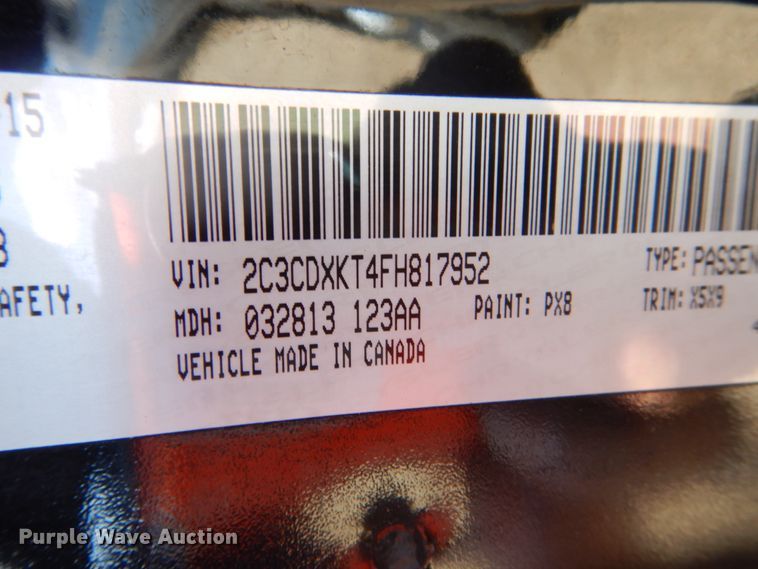 15
VIN: 2C3CDXKT4FH817952
TYPE: PASSEN
AFETY,
MDH: 032813 123AA
PAINT: PX8
TRIM: X5X9
VEHICLE MADE IN CANADA
Purple Wave Auction